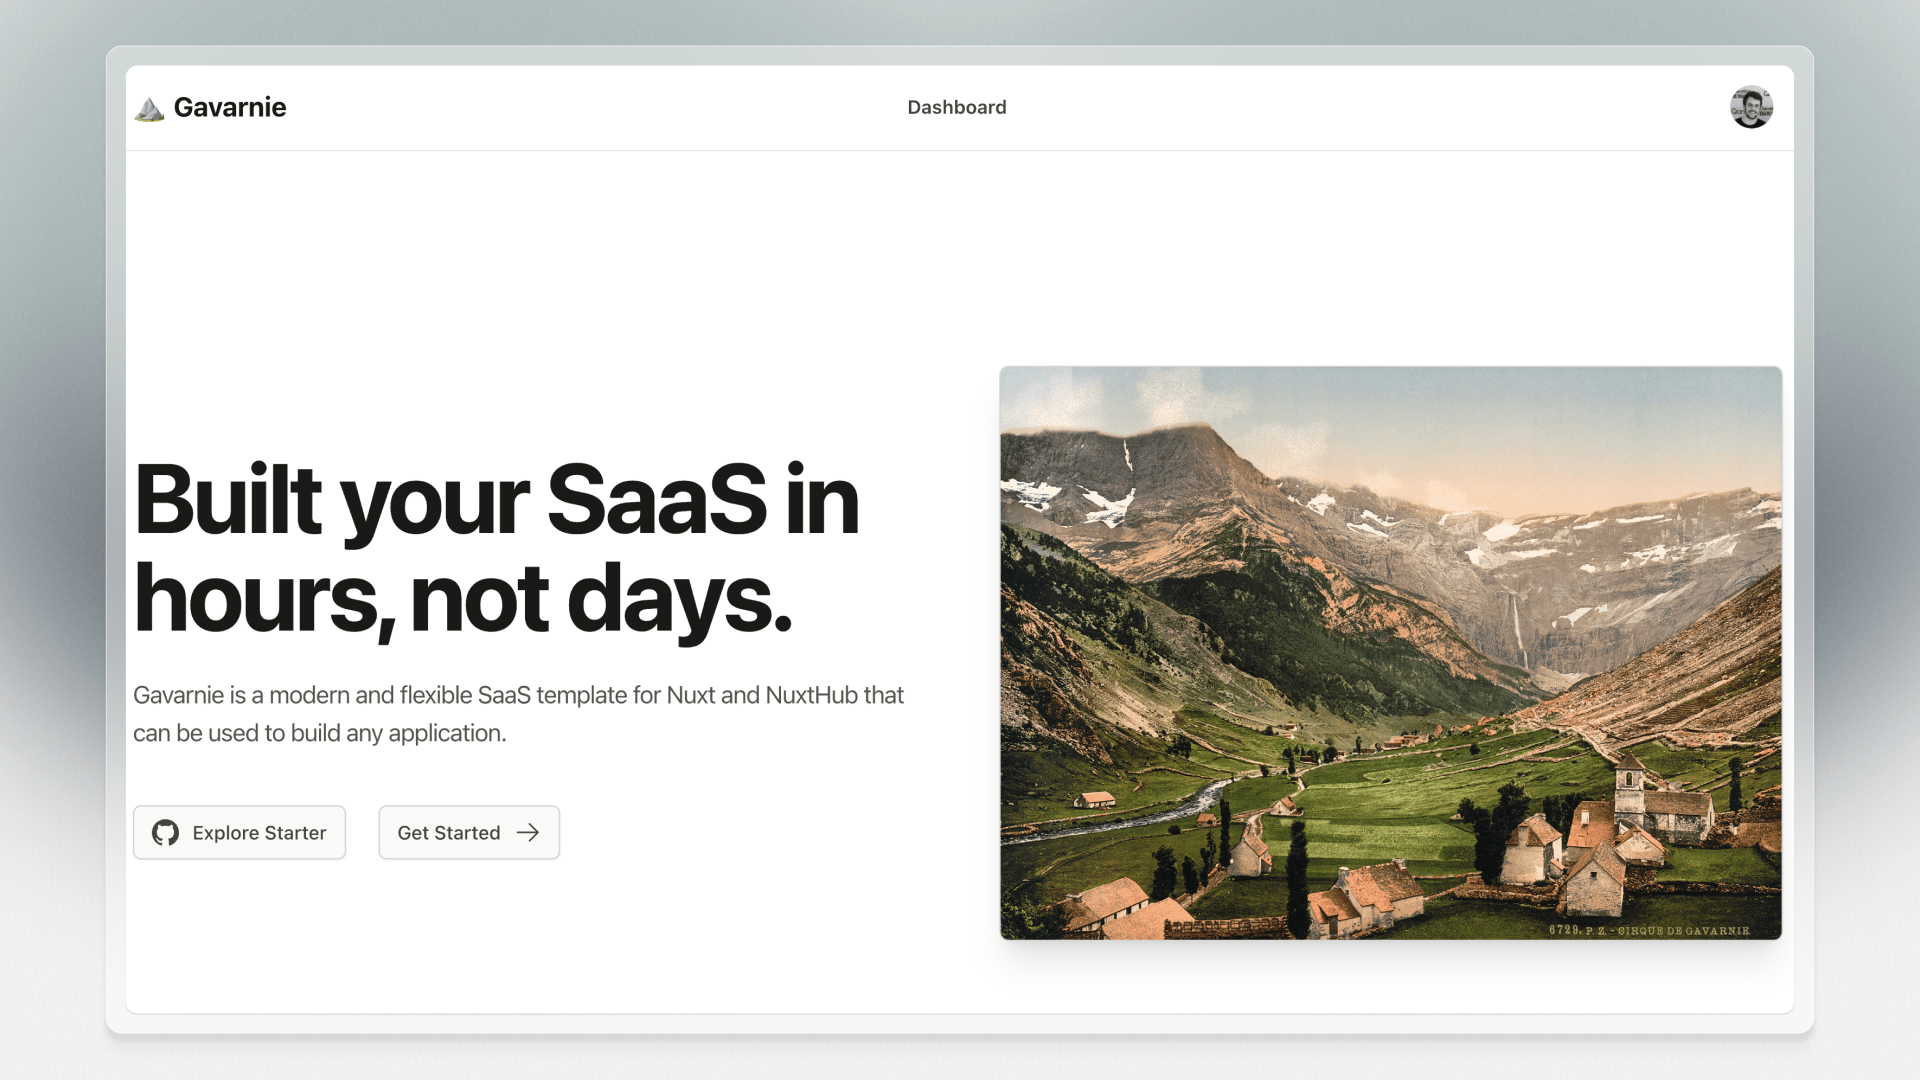 Gavarnie
Dashboard
Built your SaaS in
hours, not days.
Gavarnie is a modern and flexible SaaS template for Nuxt and NuxtHub that
can be used to build any application.
Explore Starter
Get Started
6729. P. Z. - CIRQUE DE GAVARNIE.